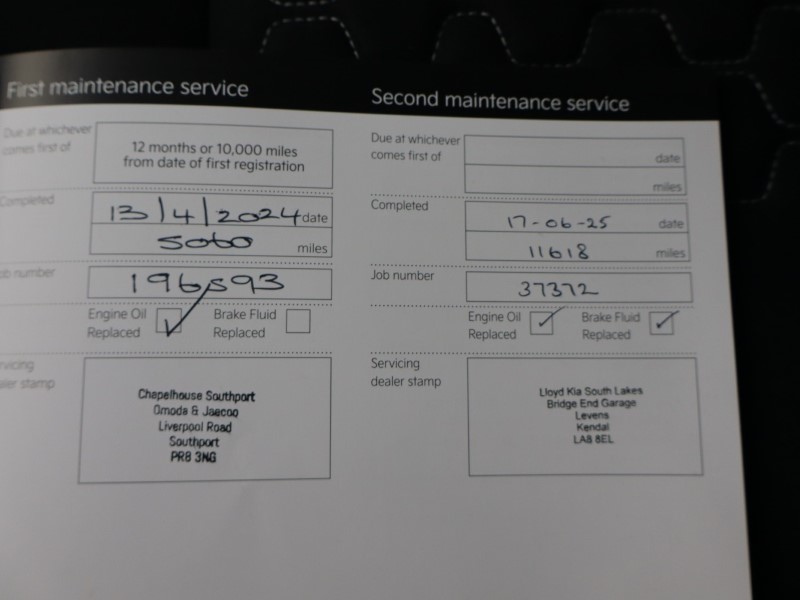 First maintenance service
Due at whichever
comes first of
12 months or 10,000 miles
from date of first registration
Completed
13/4/2024 date
miles
job number
196593
Engine Oil
Replaced
Brake Fluid
Replaced
Servicing
dealer stamp
Chapelhouse Southport
Omoda & Jaecoo
Liverpool Road
Southport
PR8 3NG
Second maintenance service
Due at whichever
comes first of
date
miles
Completed
17-06-25 date
11618 miles
Job number
37372
Engine Oil
Replaced
Brake Fluid
Replaced
Servicing
dealer stamp
Lloyd Kia South Lakes
Bridge End Garage
Levens
Kendal
LA8 8EL